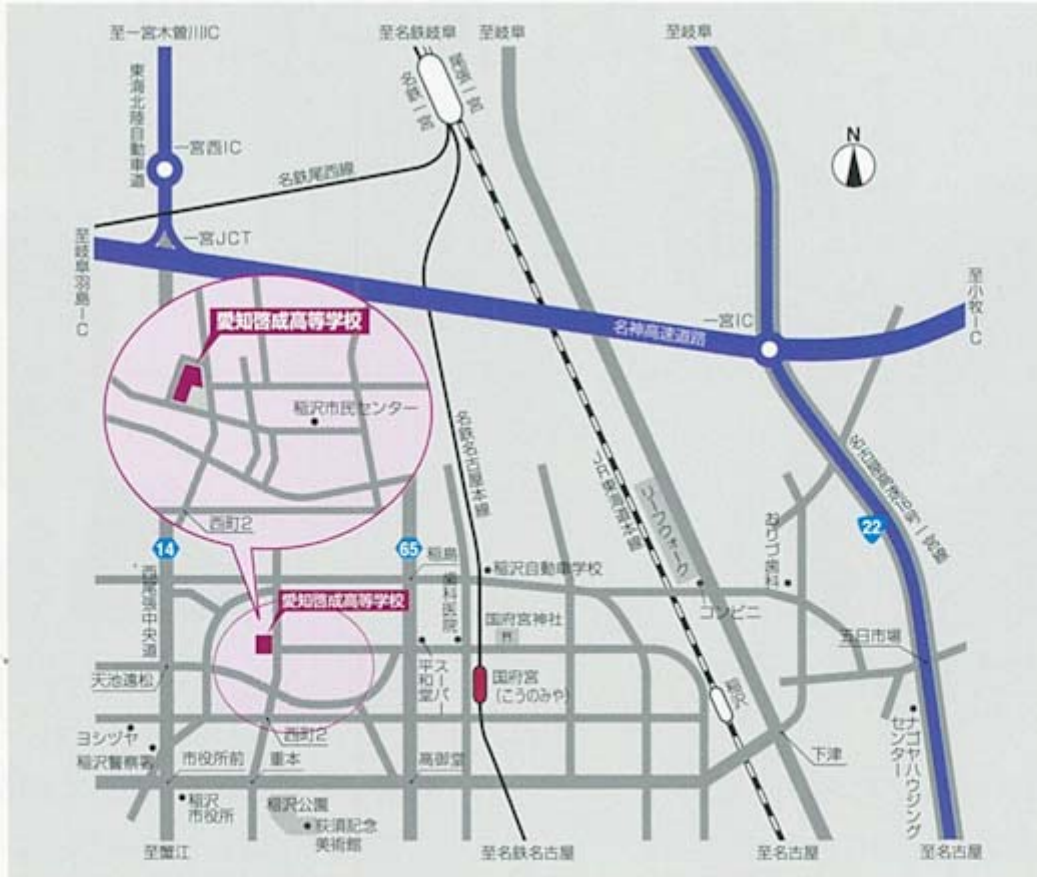 至一宮木曽川IC
至名鉄岐阜
至岐阜
至岐阜
東海北陸自動車道
名鉄一宮
尾張一宮
N
一宮西IC
名鉄尾西線
一宮JCT
至岐阜羽島IC
至小牧IC
愛知啓成高等学校
名神高速道路
一宮IC
稲沢市民センター
名鉄名古屋本線
JR東海道本線
リーフウォーク
名古屋第一環状
西町2
14
65
22
稲島
稲沢自動車学校
おりづ歯科
西尾張中央道
愛知啓成高等学校
歯科医院
国府宮神社
コンビニ
五日市場
天池遠松
スーパー
平和堂
国府宮
(こうのみや)
稲沢
ヨシヅヤ
西町2
ナゴヤハウジング
センター
稲沢警察署
市役所前
重本
高御堂
下津
稲沢
市役所
稲沢公園
荻須記念
美術館
至蟹江
至名鉄名古屋
至名古屋
至名古屋